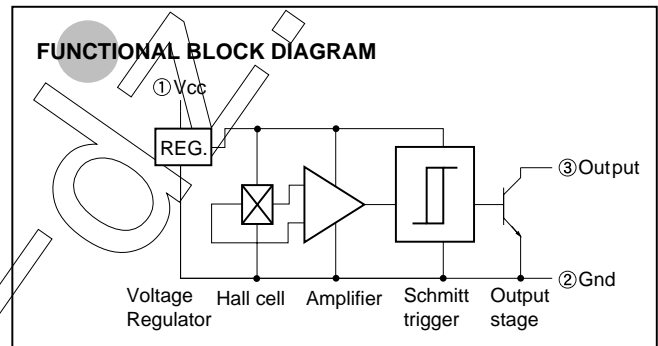 FUNCTIONAL BLOCK DIAGRAM
①Vcc
REG.
③Output
②Gnd
Voltage Regulator
Hall cell
Amplifier
Schmitt trigger
Output stage